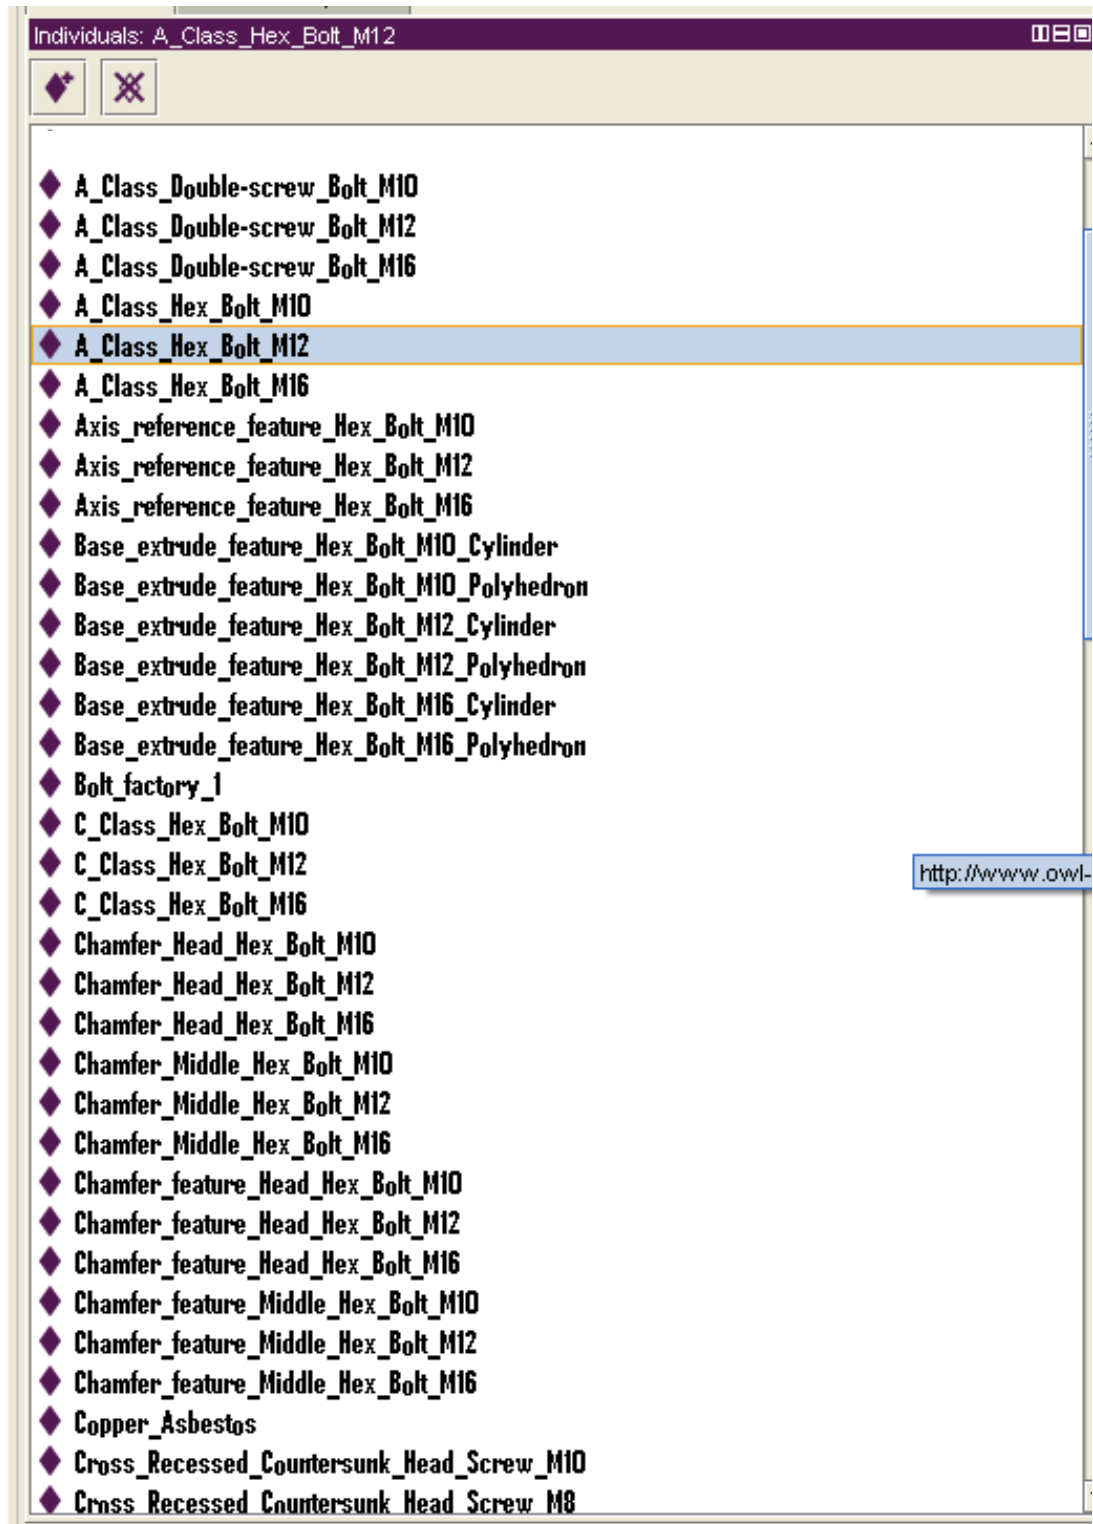 Individuals: A_Class_Hex_Bolt_M12
A_Class_Double-screw_Bolt_M10
A_Class_Double-screw_Bolt_M12
A_Class_Double-screw_Bolt_M16
A_Class_Hex_Bolt_M10
A_Class_Hex_Bolt_M12
A_Class_Hex_Bolt_M16
Axis_reference_feature_Hex_Bolt_M10
Axis_reference_feature_Hex_Bolt_M12
Axis_reference_feature_Hex_Bolt_M16
Base_extrude_feature_Hex_Bolt_M10_Cylinder
Base_extrude_feature_Hex_Bolt_M10_Polyhedron
Base_extrude_feature_Hex_Bolt_M12_Cylinder
Base_extrude_feature_Hex_Bolt_M12_Polyhedron
Base_extrude_feature_Hex_Bolt_M16_Cylinder
Base_extrude_feature_Hex_Bolt_M16_Polyhedron
Bolt_factory_1
C_Class_Hex_Bolt_M10
C_Class_Hex_Bolt_M12
http://www.owl-
C_Class_Hex_Bolt_M16
Chamfer_Head_Hex_Bolt_M10
Chamfer_Head_Hex_Bolt_M12
Chamfer_Head_Hex_Bolt_M16
Chamfer_Middle_Hex_Bolt_M10
Chamfer_Middle_Hex_Bolt_M12
Chamfer_Middle_Hex_Bolt_M16
Chamfer_feature_Head_Hex_Bolt_M10
Chamfer_feature_Head_Hex_Bolt_M12
Chamfer_feature_Head_Hex_Bolt_M16
Chamfer_feature_Middle_Hex_Bolt_M10
Chamfer_feature_Middle_Hex_Bolt_M12
Chamfer_feature_Middle_Hex_Bolt_M16
Copper_Asbestos
Cross_Recessed_Countersunk_Head_Screw_M10
Cross_Recessed_Countersunk_Head_Screw_M8